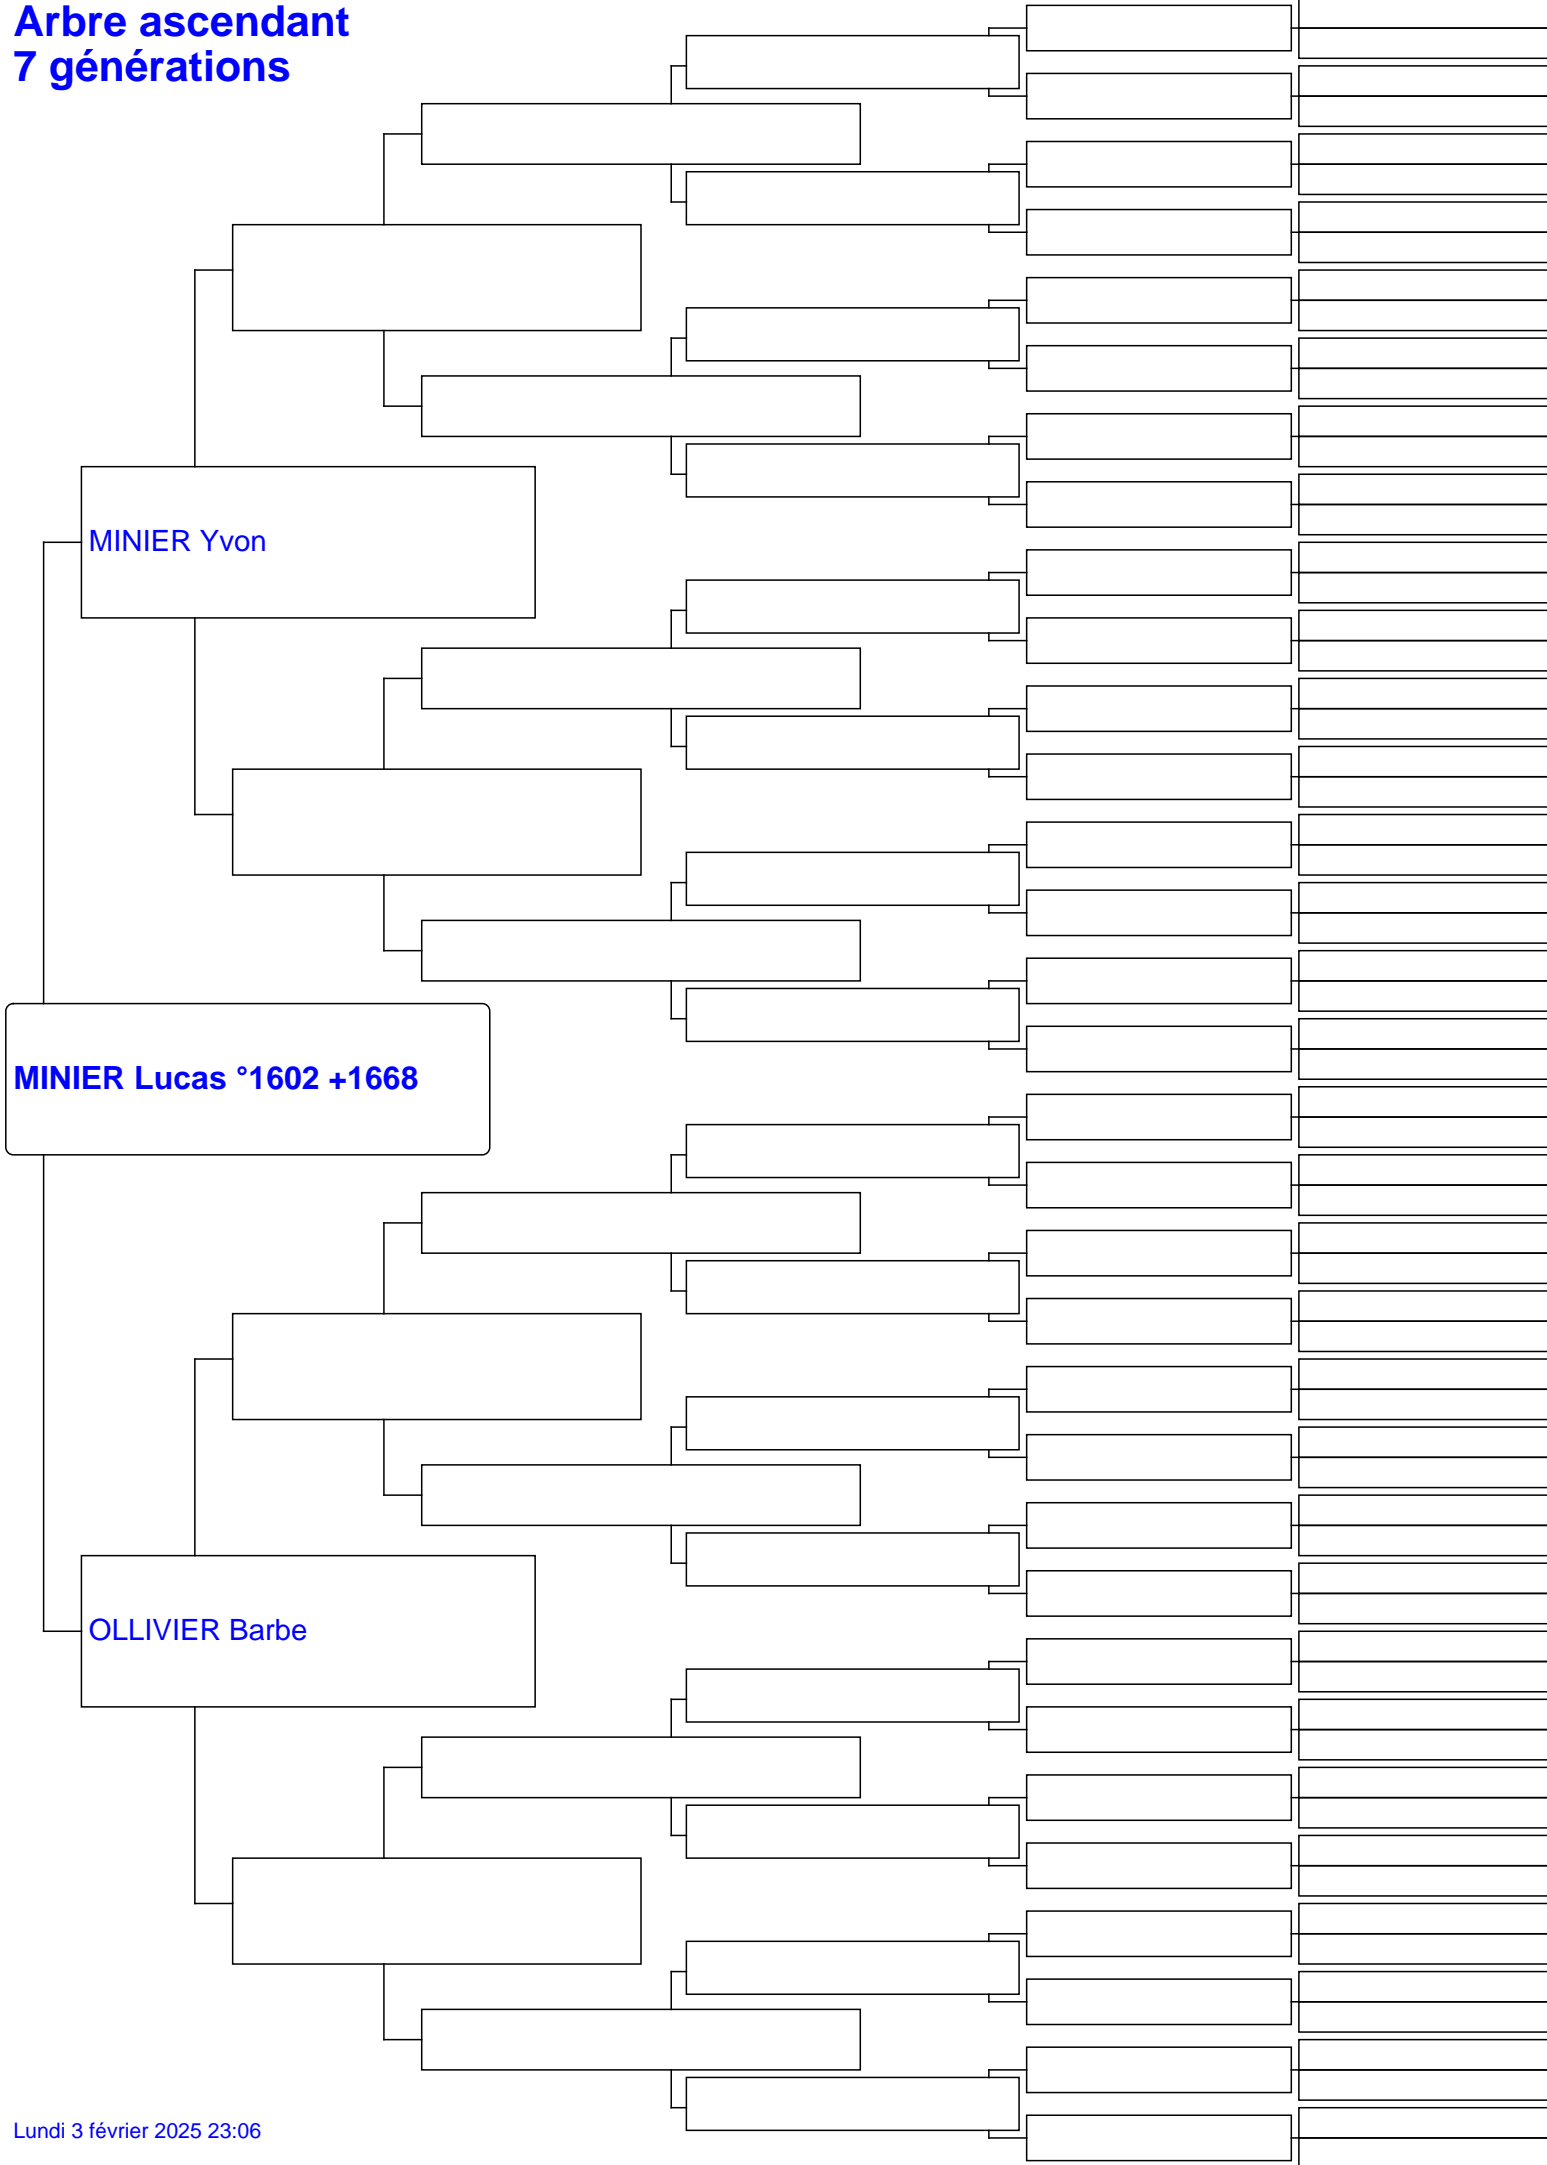 Arbre ascendant
7 générations
MINIER Yvon
MINIER Lucas °1602 +1668
OLLIVIER Barbe
Lundi 3 février 2025 23:06